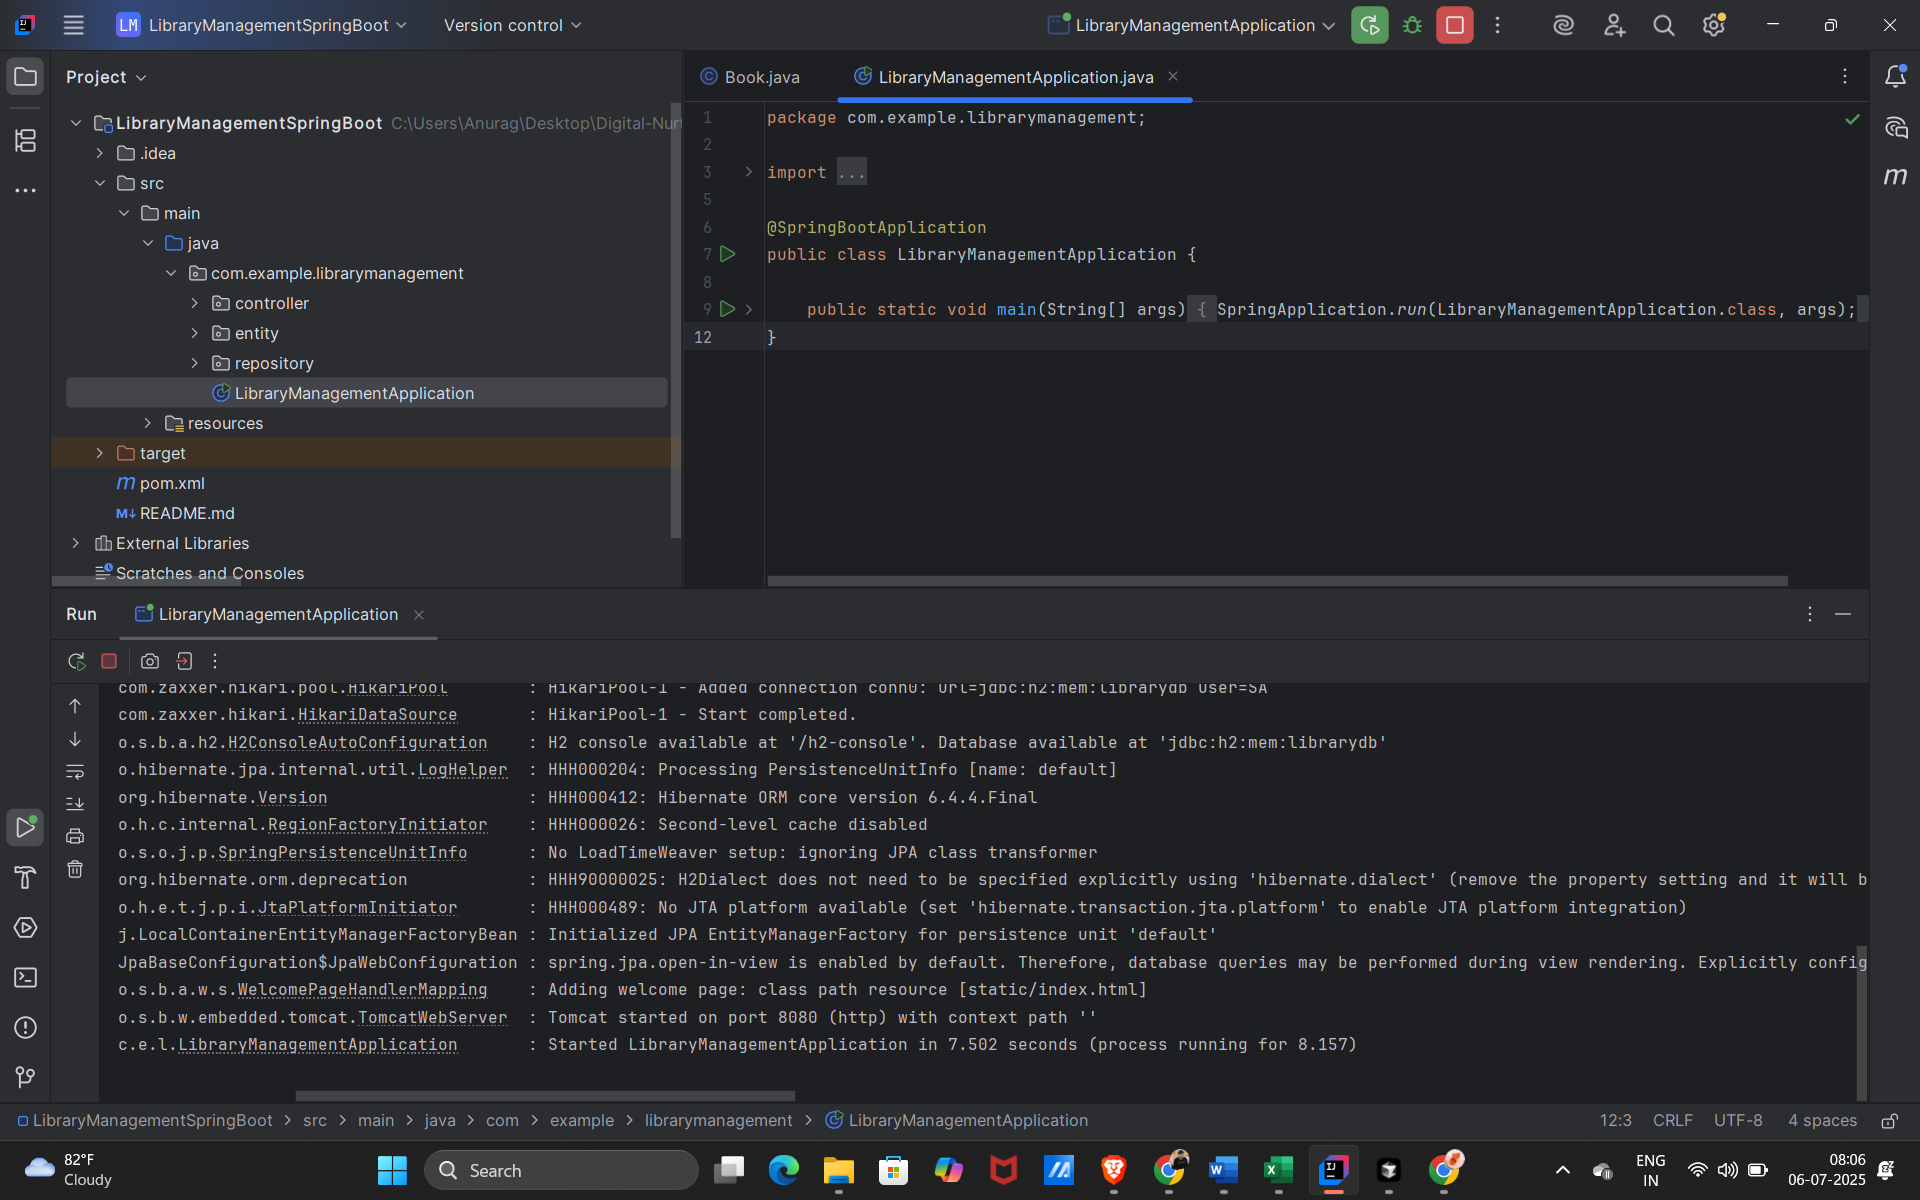 LM LibraryManagementSpringBoot Version control LibraryManagementApplication
Project
LibraryManagementSpringBoot C:\Users\Anurag\Desktop\Digital-Nurt
.idea
src
main
java
com.example.librarymanagement
controller
entity
repository
LibraryManagementApplication
resources
target
pom.xml
README.md
External Libraries
Scratches and Consoles
Book.java LibraryManagementApplication.java
1 package com.example.librarymanagement;
2
3 import ...
5
6 @SpringBootApplication
7 public class LibraryManagementApplication {
8
9 public static void main(String[] args) { SpringApplication.run(LibraryManagementApplication.class, args);
12 }
Run LibraryManagementApplication
com.zaxxer.hikari.pool.HikariPool : HikariPool-1 - Added connection conn0: url=jdbc:h2:mem:librarydb user=SA
com.zaxxer.hikari.HikariDataSource : HikariPool-1 - Start completed.
o.s.b.a.h2.H2ConsoleAutoConfiguration : H2 console available at '/h2-console'. Database available at 'jdbc:h2:mem:librarydb'
o.hibernate.jpa.internal.util.LogHelper : HHH000204: Processing PersistenceUnitInfo [name: default]
org.hibernate.Version : HHH000412: Hibernate ORM core version 6.4.4.Final
o.h.c.internal.RegionFactoryInitiator : HHH000026: Second-level cache disabled
o.s.o.j.p.SpringPersistenceUnitInfo : No LoadTimeWeaver setup: ignoring JPA class transformer
org.hibernate.orm.deprecation : HHH90000025: H2Dialect does not need to be specified explicitly using 'hibernate.dialect' (remove the property setting and it will b
o.h.e.t.j.p.i.JtaPlatformInitiator : HHH000489: No JTA platform available (set 'hibernate.transaction.jta.platform' to enable JTA platform integration)
j.LocalContainerEntityManagerFactoryBean : Initialized JPA EntityManagerFactory for persistence unit 'default'
JpaBaseConfiguration$JpaWebConfiguration : spring.jpa.open-in-view is enabled by default. Therefore, database queries may be performed during view rendering. Explicitly config
o.s.b.a.w.s.WelcomePageHandlerMapping : Adding welcome page: class path resource [static/index.html]
o.s.b.w.embedded.tomcat.TomcatWebServer : Tomcat started on port 8080 (http) with context path ''
c.e.l.LibraryManagementApplication : Started LibraryManagementApplication in 7.502 seconds (process running for 8.157)
LibraryManagementSpringBoot > src > main > java > com > example > librarymanagement > LibraryManagementApplication 12:3 CRLF UTF-8 4 spaces
82°F
Cloudy
Search
ENG
IN
08:06
06-07-2025